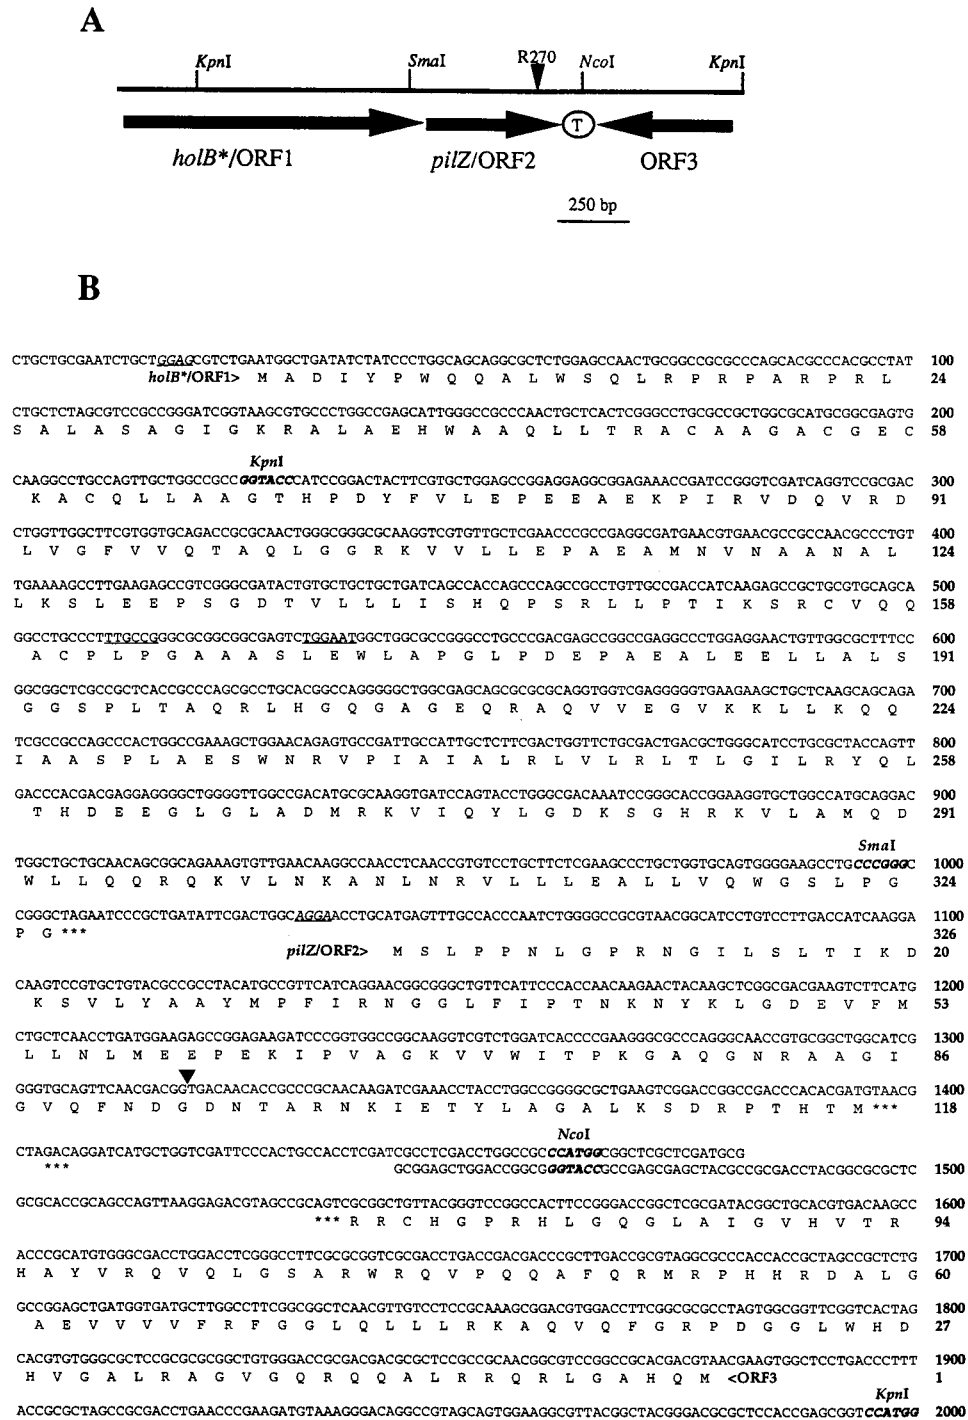 A
KpnI SmaI R270 NcoI KpnI
T
holB*/ORF1 pilZ/ORF2 ORF3
250 bp
B
CTGCTGCGAATCTGCTGGAGCGTCTGAATGGCTGATATCTATCCCTGGCAGCAGGCGCTCTGGAGCCAACTGCGGCCGCGCCCAGCACGCCCACGCCTAT 100
holB*/ORF1> M A D I Y P W Q Q A L W S Q L R P R P A R P R L 24
CTGCTCTAGCGTCCGCCGGGATCGGTAAGCGTGCCCTGGCCGAGCATTGGGCCGCCCAACTGCTCACTCGGGCCTGCGCCGCTGGCGCATGCGGCGAGTG 200
S A L A S A G I G K R A L A E H W A A Q L L T R A C A A G A C G E C 58
KpnI
CAAGGCCTGCCAGTTGCTGGCCGCCGGTACCCATCCGGACTACTTCGTGCTGGAGCCGGAGGAGGCGGAGAAACCGATCCGGGTCGATCAGGTCCGCGAC 300
K A C Q L L A A G T H P D Y F V L E P E E A E K P I R V D Q V R D 91
CTGGTTGGCTTCGTGGTGCAGACCGCGCAACTGGGCGGGCGCAAGGTCGTGTTGCTCGAACCCGCCGAGGCGATGAACGTGAACGCCGCCAACGCCCTGT 400
L V G F V V Q T A Q L G G R K V V L L E P A E A M N V N A A N A L 124
TGAAAAGCCTTGAAGAGCCGTCGGGCGATACTGTGCTGCTGCTGATCAGCCACCAGCCCAGCCGCCTGTTGCCGACCATCAAGAGCCGCTGCGTGCAGCA 500
L K S L E E P S G D T V L L L I S H Q P S R L L P T I K S R C V Q Q 158
GGCCTGCCCTTTGCCGGGCGCGGCGGCGAGTCTGGAATGGCTGGCGCCGGGCCTGCCCGACGAGCCGGCCGAGGCCCTGGAGGAACTGTTGGCGCTTTCC 600
A C P L P G A A A S L E W L A P G L P D E P A E A L E E L L A L S 191
GGCGGCTCGCCGCTCACCGCCCAGCGCCTGCACGGCCAGGGGGCTGGCGAGCAGCGCGCGCAGGTGGTCGAGGGGGTGAAGAAGCTGCTCAAGCAGCAGA 700
G G S P L T A Q R L H G Q G A G E Q R A Q V V E G V K K L L K Q Q 224
TCGCCGCCAGCCCACTGGCCGAAAGCTGGAACAGAGTGCCGATTGCCATTGCTCTTCGACTGGTTCTGCGACTGACGCTGGGCATCCTGCGCTACCAGTT 800
I A A S P L A E S W N R V P I A I A L R L V L R L T L G I L R Y Q L 258
GACCCACGACGAGGAGGGGCTGGGGTTGGCCGACATGCGCAAGGTGATCCAGTACCTGGGCGACAAATCCGGGCACCGGAAGGTGCTGGCCATGCAGGAC 900
T H D E E G L G L A D M R K V I Q Y L G D K S G H R K V L A M Q D 291
SmaI
TGGCTGCTGCAACAGCGGCAGAAAGTGTTGAACAAGGCCAACCTCAACCGTGTCCTGCTTCTCGAAGCCCTGCTGGTGCAGTGGGGAAGCCTGCCCGGGC 1000
W L L Q Q R Q K V L N K A N L N R V L L L E A L L V Q W G S L P G 324
CGGGCTAGAATCCCGCTGATATTCGACTGGCAGGAACCTGCATGAGTTTGCCACCCAATCTGGGGCCGCGTAACGGCATCCTGTCCTTGACCATCAAGGA 1100
P G *** 326
pilZ/ORF2> M S L P P N L G P R N G I L S L T I K D 20
CAAGTCCGTGCTGTACGCCGCCTACATGCCGTTCATCAGGAACGGCGGGCTGTTCATTCCCACCAACAAGAACTACAAGCTCGGCGACGAAGTCTTCATG 1200
K S V L Y A A Y M P F I R N G G L F I P T N K N Y K L G D E V F M 53
CTGCTCAACCTGATGGAAGAGCCGGAGAAGATCCCGGTGGCCGGCAAGGTCGTCTGGATCACCCCGAAGGGCGCCCAGGGCAACCGTGCGGCTGGCATCG 1300
L L N L M E E P E K I P V A G K V V W I T P K G A Q G N R A A G I 86
GGGTGCAGTTCAACGACGGTGACAACACCGCCCGCAACAAGATCGAAACCTACCTGGCCGGGGCGCTGAAGTCGGACCGGCCGACCCACACGATGTAACG 1400
G V Q F N D G D N T A R N K I E T Y L A G A L K S D R P T H T M *** 118
NcoI
CTAGACAGGATCATGCTGGTCGATTCCCACTGCCACCTCGATCGCCTCGACCTGGCCGCCCATGGCGGCTCGCTCGATGCG
*** GCGGAGCTGGACCGGCGGGTACCGCCGAGCGAGCTACGCCGCGACCTACGGCGCGCTC 1500
GCGCACCGCAGCCAGTTAAGGAGACGTAGCCGCAGTCGCGGCTGTTACGGGTCCGGCCACTTCCGGGACCGGCTCGCGATACGGCTGCACGTGACAAGCC 1600
*** R R C H G P R H L G Q G L A I G V H V T R 94
ACCCGCATGTGGGCGACCTGGACCTCGGGCCTTCGCGCGGTCGCGACCTGACCGACGACCCGCTTGACCGCGTAGGCGCCCACCACCGCTAGCCGCTCTG 1700
H A Y V R Q V Q L G S A R W R Q V P Q Q A F Q R M R P H H R D A L G 60
GCCGGAGCTGATGGTGATGCTTGGCCTTCGGCGGCTCAACGTTGTCCTCCGCAAAGCGGACGTGGACCTTCGGCGCGCCTAGTGGCGGTTCGGTCACTAG 1800
A E V V V V F R F G G L Q L L L R K A Q V Q F G R P D G G L W H D 27
CACGTGTGGGCGCTCCGCGCGCGGCTGTGGGACCGCGACGACGCGCTCCGCCGCAACGGCGTCCGGCCGCACGACGTAACGAAGTGGCTCCTGACCCTTT 1900
H V G A L R A G V G Q R Q Q A L R R Q R L G A H Q M <ORF3 1
KpnI
ACCGCGCTAGCCGCGACCTGAACCCGAAGATGTAAAGGGACAGGCCGTAGCAGTGGAAGGCGTTACGGCTACGGGACGCGCTCCACCGAGCGGTCCATGG 2000